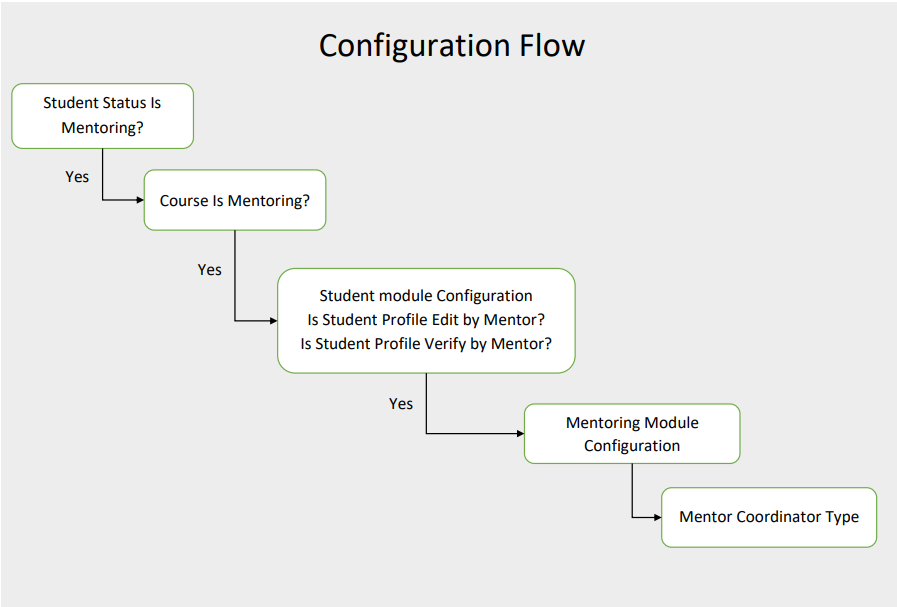 Configuration Flow
Student Status Is
Mentoring?
Yes
Course Is Mentoring?
Yes
Student module Configuration
Is Student Profile Edit by Mentor?
Is Student Profile Verify by Mentor?
Yes
Mentoring Module
Configuration
Mentor Coordinator Type